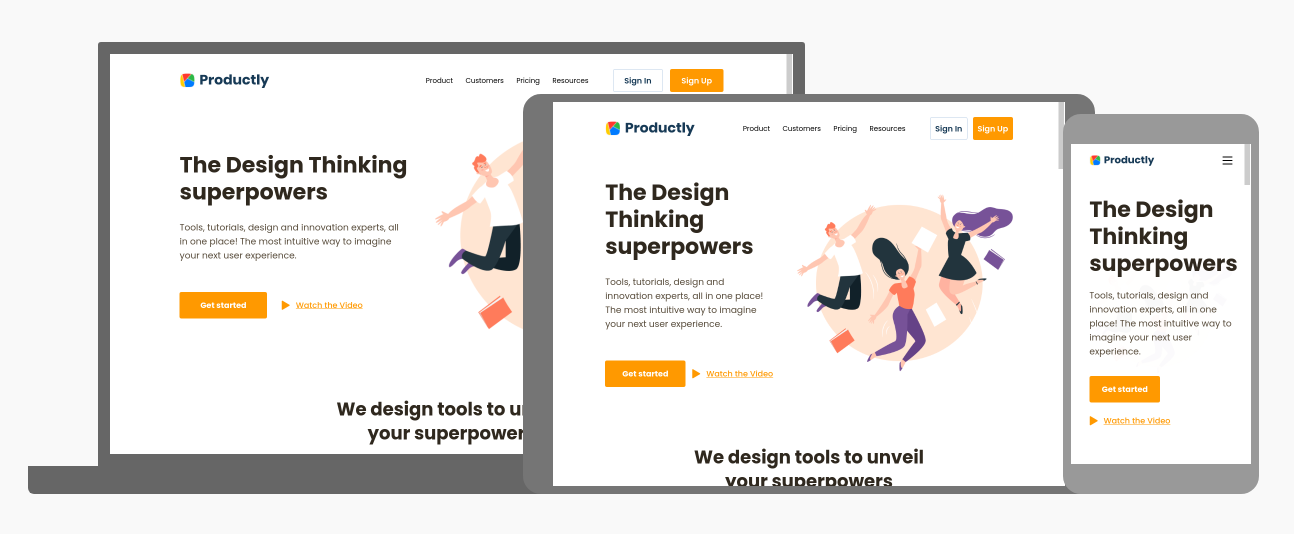 Productly
Product Customers Pricing Resources Sign In Sign Up
The Design Thinking
superpowers
Tools, tutorials, design and innovation experts, all
in one place! The most intuitive way to imagine
your next user experience.
Get started Watch the Video
We design tools to u
your superpower
Productly
Product Customers Pricing Resources Sign In Sign Up
The Design
Thinking
superpowers
Tools, tutorials, design and
innovation experts, all in one place!
The most intuitive way to imagine
your next user experience.
Get started Watch the Video
We design tools to unveil
your superpowers
Productly
The Design
Thinking
superpowers
Tools, tutorials, design and
innovation experts, all in one
place! The most intuitive way to
imagine your next user
experience.
Get started
Watch the Video